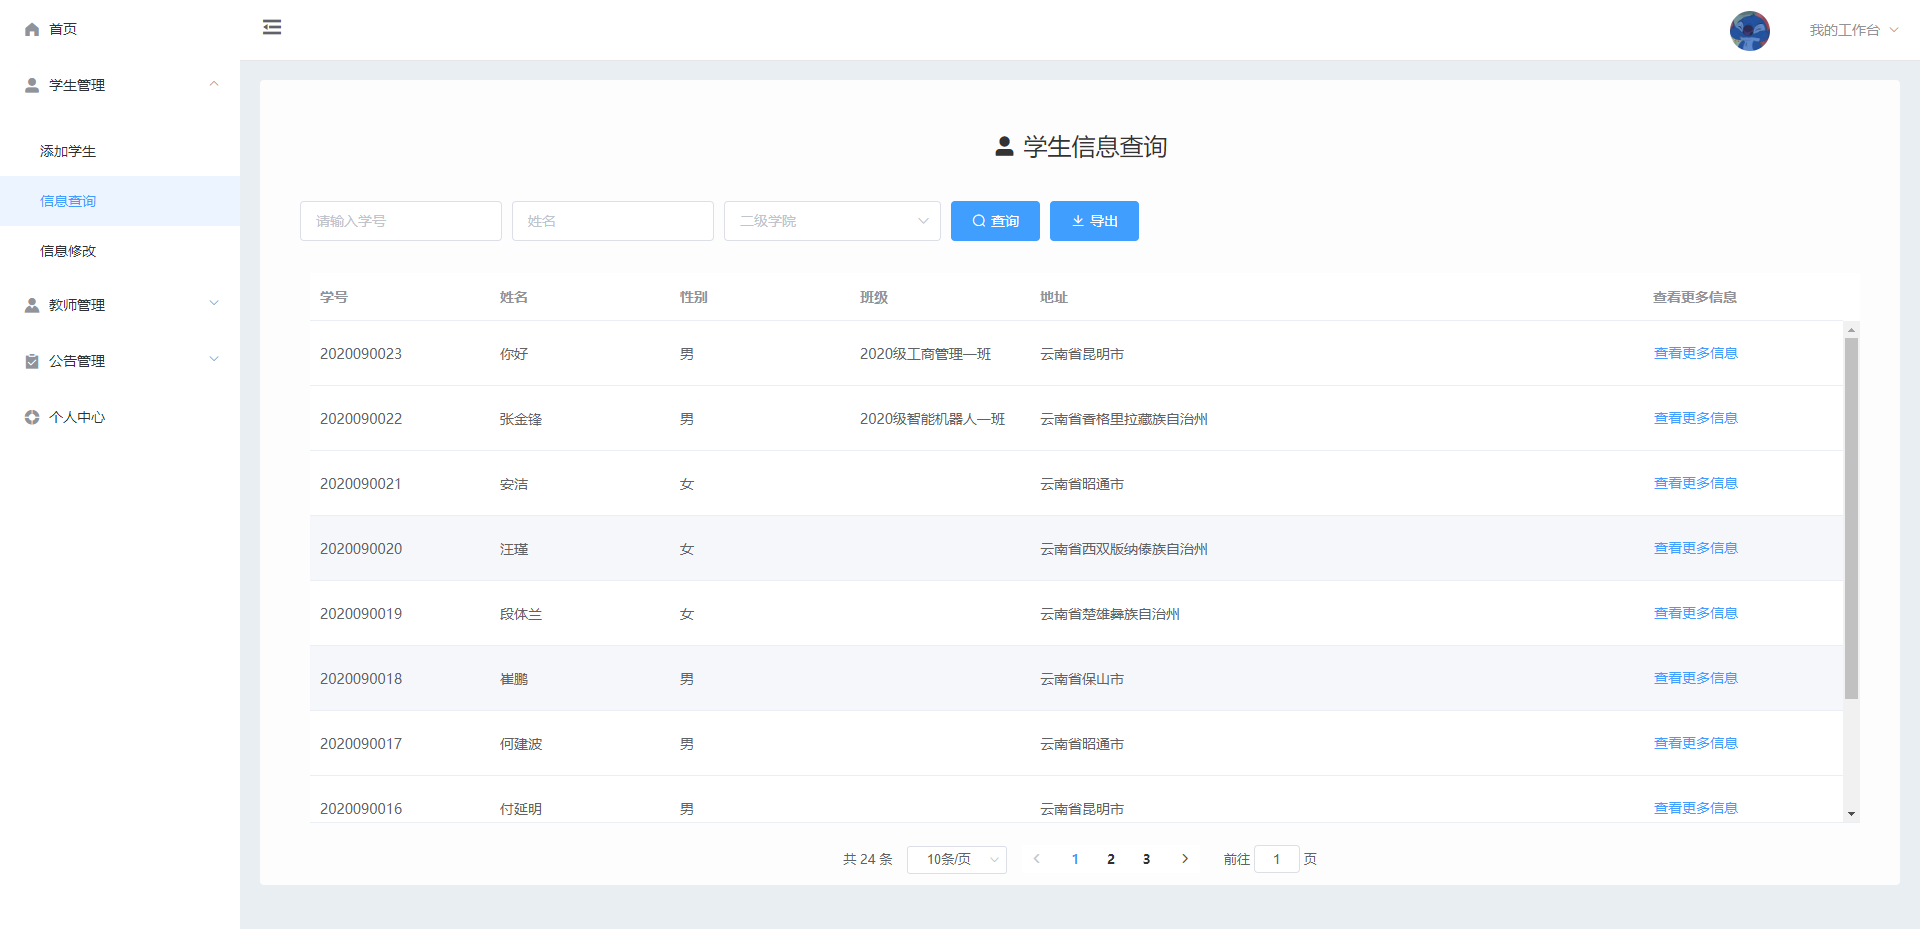 首页
我的工作台
学生管理
添加学生
信息查询
信息修改
教师管理
公告管理
个人中心
学生信息查询
请输入学号 姓名 二级学院 查询 导出
学号 姓名 性别 班级 地址 查看更多信息
2020090023 你好 男 2020级工商管理一班 云南省昆明市 查看更多信息
2020090022 张金锋 男 2020级智能机器人一班 云南省香格里拉藏族自治州 查看更多信息
2020090021 安洁 女 云南省昭通市 查看更多信息
2020090020 汪瑾 女 云南省西双版纳傣族自治州 查看更多信息
2020090019 段体兰 女 云南省楚雄彝族自治州 查看更多信息
2020090018 崔鹏 男 云南省保山市 查看更多信息
2020090017 何建波 男 云南省昭通市 查看更多信息
2020090016 付延明 男 云南省昆明市 查看更多信息
共 24 条 10条/页 1 2 3 前往 1 页